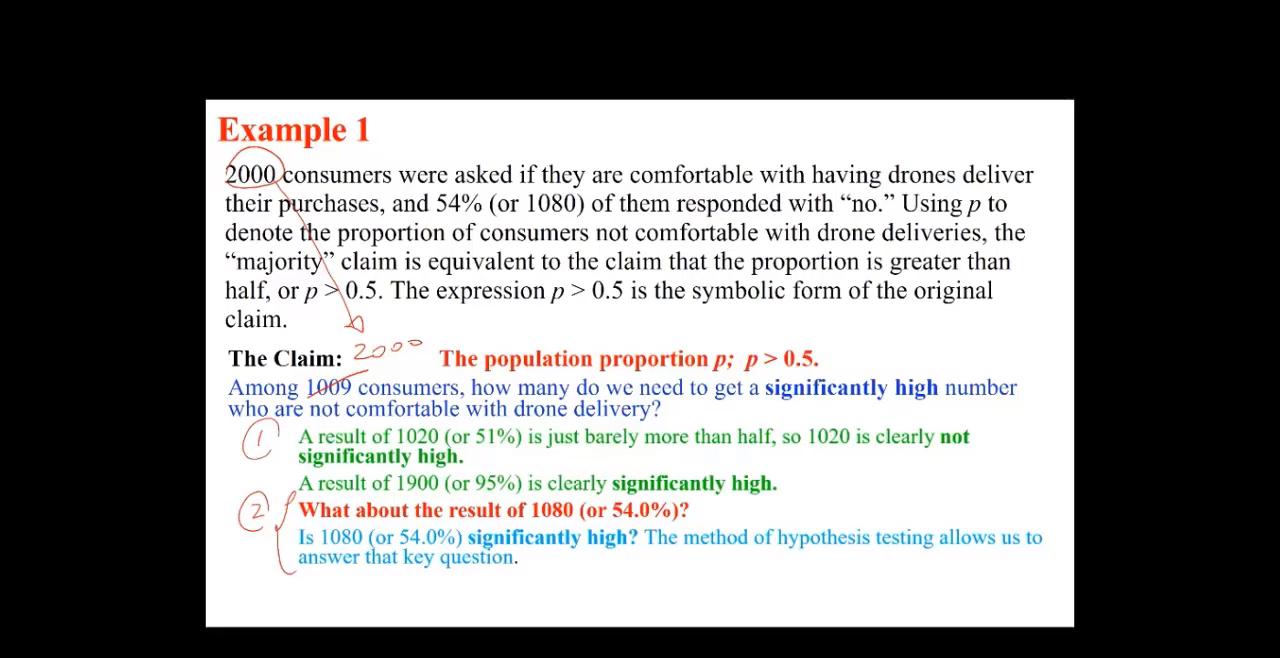 Example 1
2000 consumers were asked if they are comfortable with having drones deliver
their purchases, and 54% (or 1080) of them responded with “no.” Using p to
denote the proportion of consumers not comfortable with drone deliveries, the
“majority” claim is equivalent to the claim that the proportion is greater than
half, or p > 0.5. The expression p > 0.5 is the symbolic form of the original
claim.
The Claim: 2000 The population proportion p; p > 0.5.
Among 1009 consumers, how many do we need to get a significantly high number
who are not comfortable with drone delivery?
1 A result of 1020 (or 51%) is just barely more than half, so 1020 is clearly not
significantly high.
A result of 1900 (or 95%) is clearly significantly high.
2 What about the result of 1080 (or 54.0%)?
Is 1080 (or 54.0%) significantly high? The method of hypothesis testing allows us to
answer that key question.